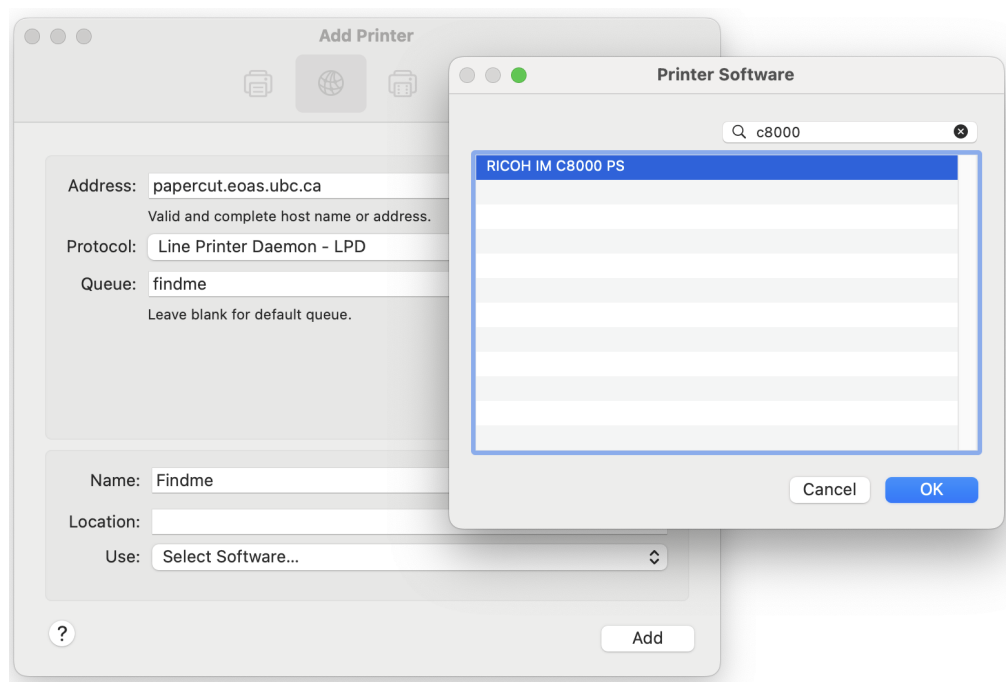 Add Printer
Address: papercut.eoas.ubc.ca
Valid and complete host name or address.
Protocol: Line Printer Daemon - LPD
Queue: findme
Leave blank for default queue.
Name: Findme
Location:
Use: Select Software...
?
Add
Printer Software
c8000
RICOH IM C8000 PS
Cancel
OK